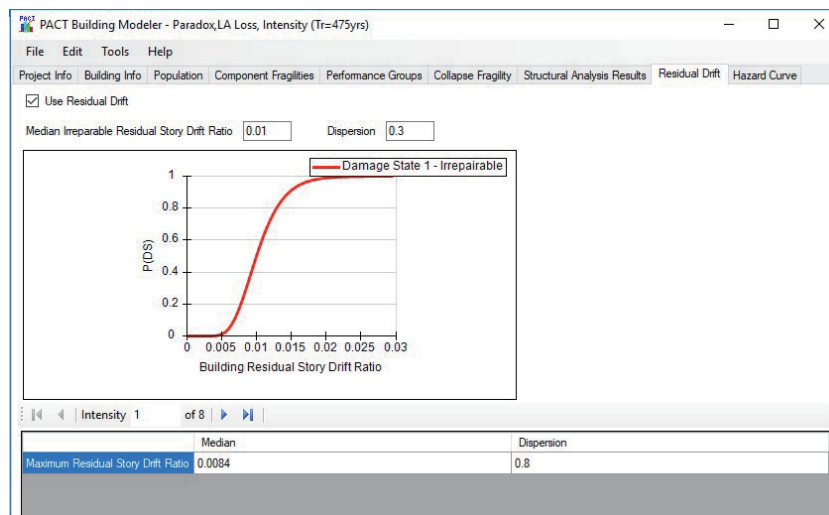 PACT PACT Building Modeler - Paradox,LA Loss, Intensity (Tr=475yrs)
File Edit Tools Help
Project Info Building Info Population Component Fragilities Performance Groups Collapse Fragility Structural Analysis Results Residual Drift Hazard Curve
Use Residual Drift
Median Irreparable Residual Story Drift Ratio 0.01 Dispersion 0.3
Damage State 1 - Irrepairable
1
0.8
0.6
0.4
0.2
0
P(DS)
0 0.005 0.01 0.015 0.02 0.025 0.03
Building Residual Story Drift Ratio
Intensity 1 of 8
Median Dispersion
Maximum Residual Story Drift Ratio 0.0084 0.8